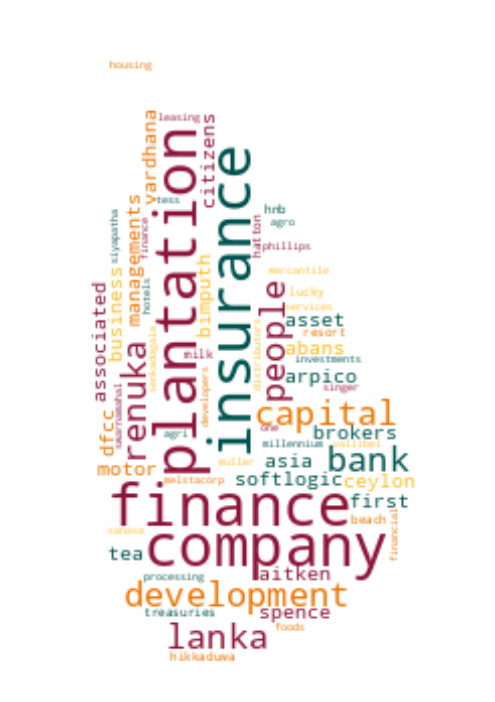 housing
leasing
vardhana
citizens
plantation
insurance
tess
hnb
agro
siyapatha
finance
hatton
phillips
managements
business
hotels
bimputh
mercantile
lucky
services
people
associated
asset
resort
renuka
distributors
abans
milk
investments
arpico
singer
developers
swarnamahal
capital
dfcc
agri
one
brokers
millennium
vallibel
motor
muller
asia
bank
melstacorp
softlogic
ceylon
finance
first
beach
financial
sanasa
tea
company
processing
aitken
development
treasuries
spence
foods
lanka
hikkaduwa